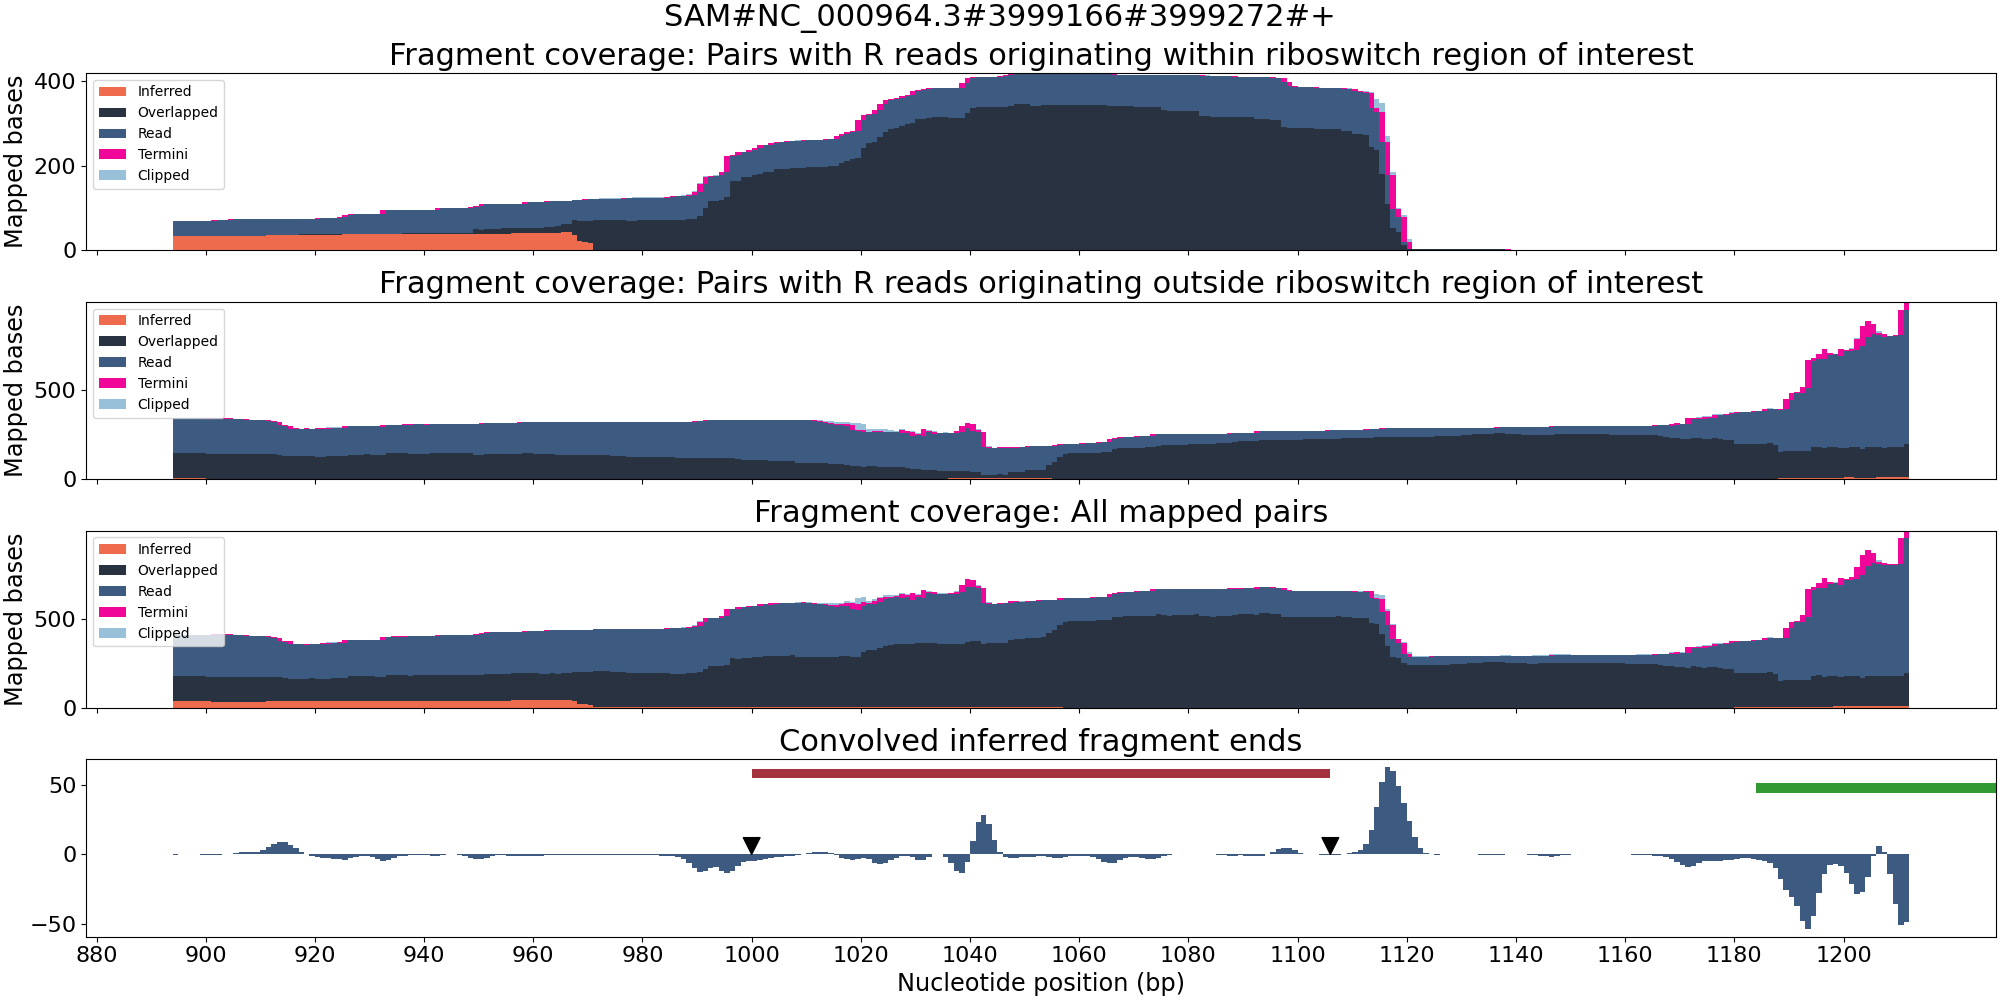 SAM#NC_000964.3#3999166#3999272#+
Fragment coverage: Pairs with R reads originating within riboswitch region of interest
Mapped bases
400
200
0
Inferred
Overlapped
Read
Termini
Clipped
Fragment coverage: Pairs with R reads originating outside riboswitch region of interest
Mapped bases
500
0
Inferred
Overlapped
Read
Termini
Clipped
Fragment coverage: All mapped pairs
Mapped bases
500
0
Inferred
Overlapped
Read
Termini
Clipped
Convolved inferred fragment ends
50
0
−50
880 900 920 940 960 980 1000 1020 1040 1060 1080 1100 1120 1140 1160 1180 1200
Nucleotide position (bp)